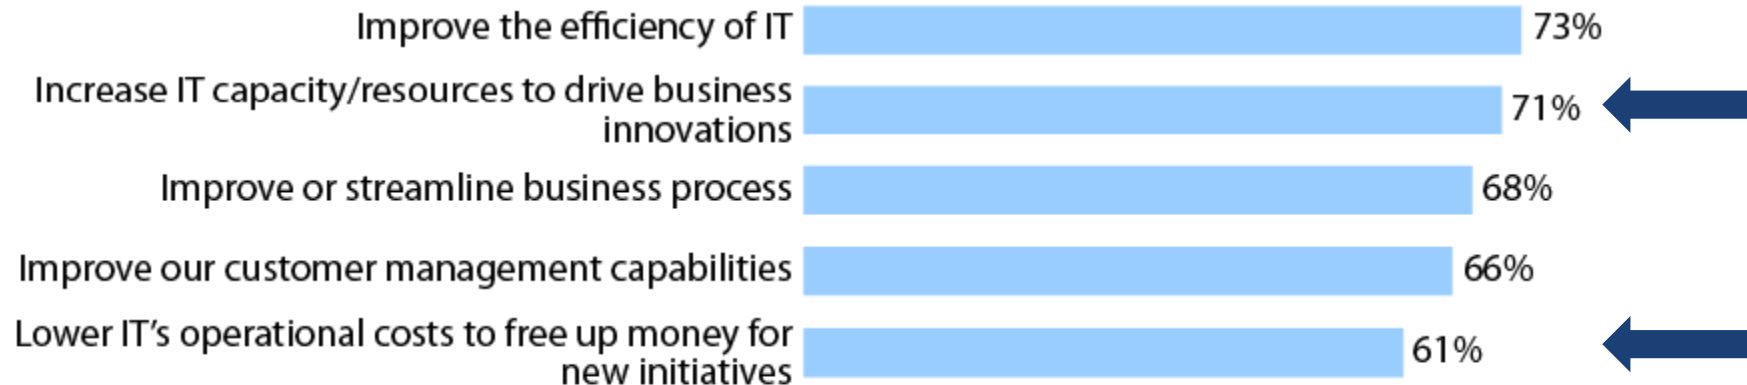 Improve the efficiency of IT 73%
Increase IT capacity/resources to drive business
innovations 71%
Improve or streamline business process 68%
Improve our customer management capabilities 66%
Lower IT’s operational costs to free up money for
new initiatives 61%